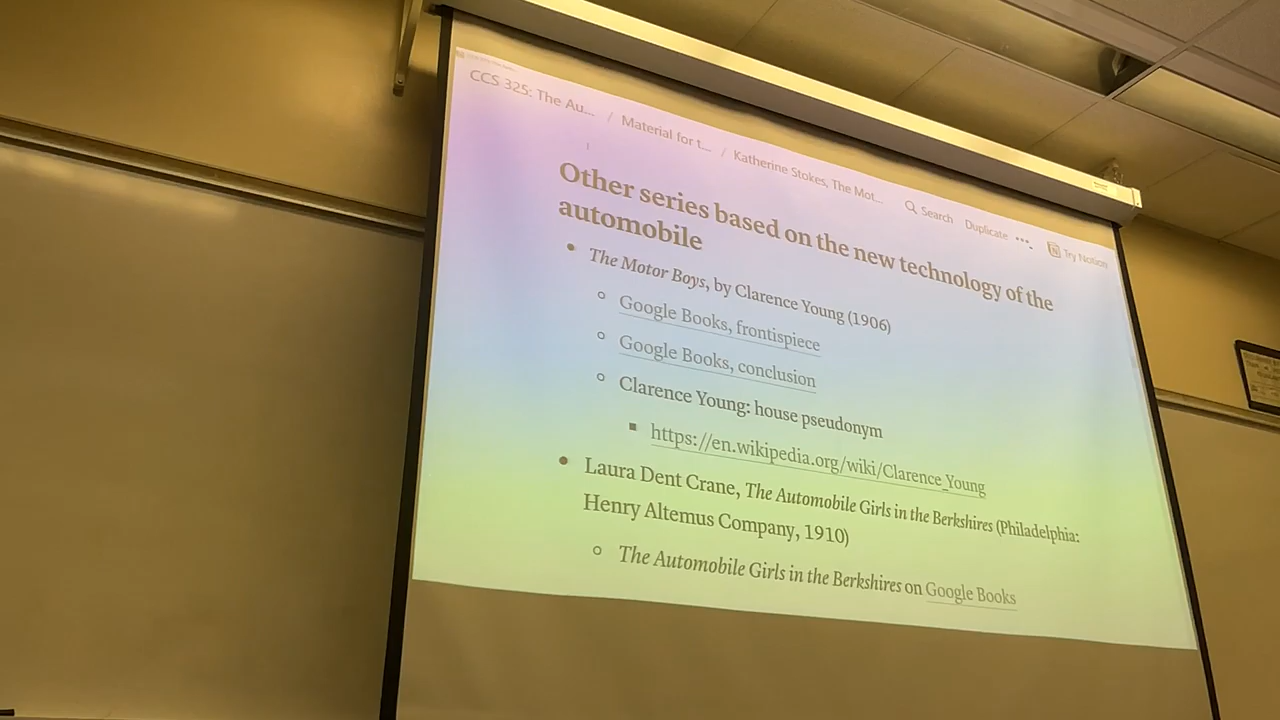 CCS 325: The Au... / Material for t... / Katherine Stokes, The Mot... Search Duplicate ... Try Notion
Other series based on the new technology of the
automobile
• The Motor Boys, by Clarence Young (1906)
○ Google Books, frontispiece
○ Google Books, conclusion
○ Clarence Young: house pseudonym
▪ https://en.wikipedia.org/wiki/Clarence_Young
• Laura Dent Crane, The Automobile Girls in the Berkshires (Philadelphia:
Henry Altemus Company, 1910)
○ The Automobile Girls in the Berkshires on Google Books